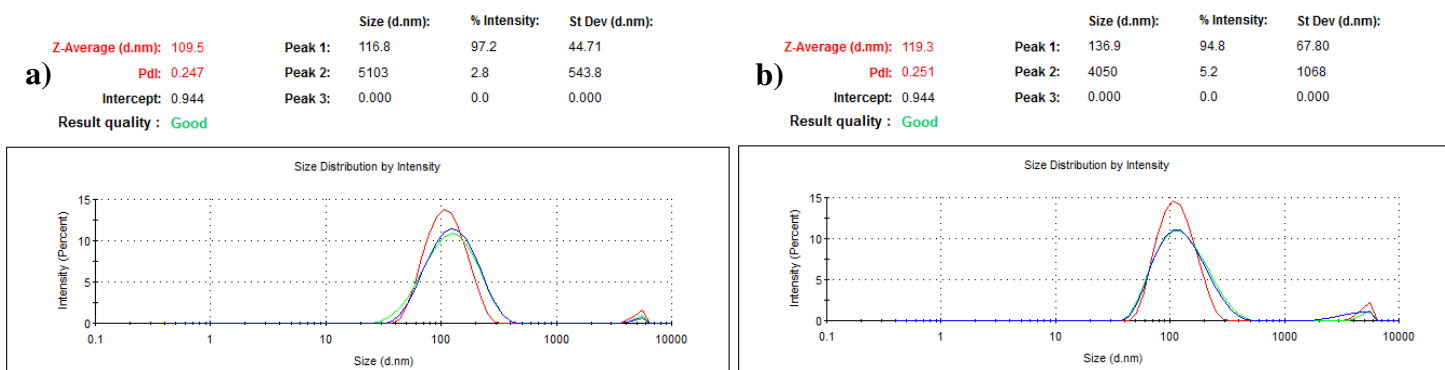 Size (d.nm): % Intensity: St Dev (d.nm):
Z-Average (d.nm): 109.5 Peak 1: 116.8 97.2 44.71
a) PdI: 0.247 Peak 2: 5103 2.8 543.8
Intercept: 0.944 Peak 3: 0.000 0.0 0.000
Result quality : Good
Size Distribution by Intensity
Intensity (Percent)
15
10
5
0
0.1 1 10 100 1000 10000
Size (d.nm)
Size (d.nm): % Intensity: St Dev (d.nm):
Z-Average (d.nm): 119.3 Peak 1: 136.9 94.8 67.80
b) PdI: 0.251 Peak 2: 4050 5.2 1068
Intercept: 0.944 Peak 3: 0.000 0.0 0.000
Result quality : Good
Size Distribution by Intensity
Intensity (Percent)
15
10
5
0
0.1 1 10 100 1000 10000
Size (d.nm)